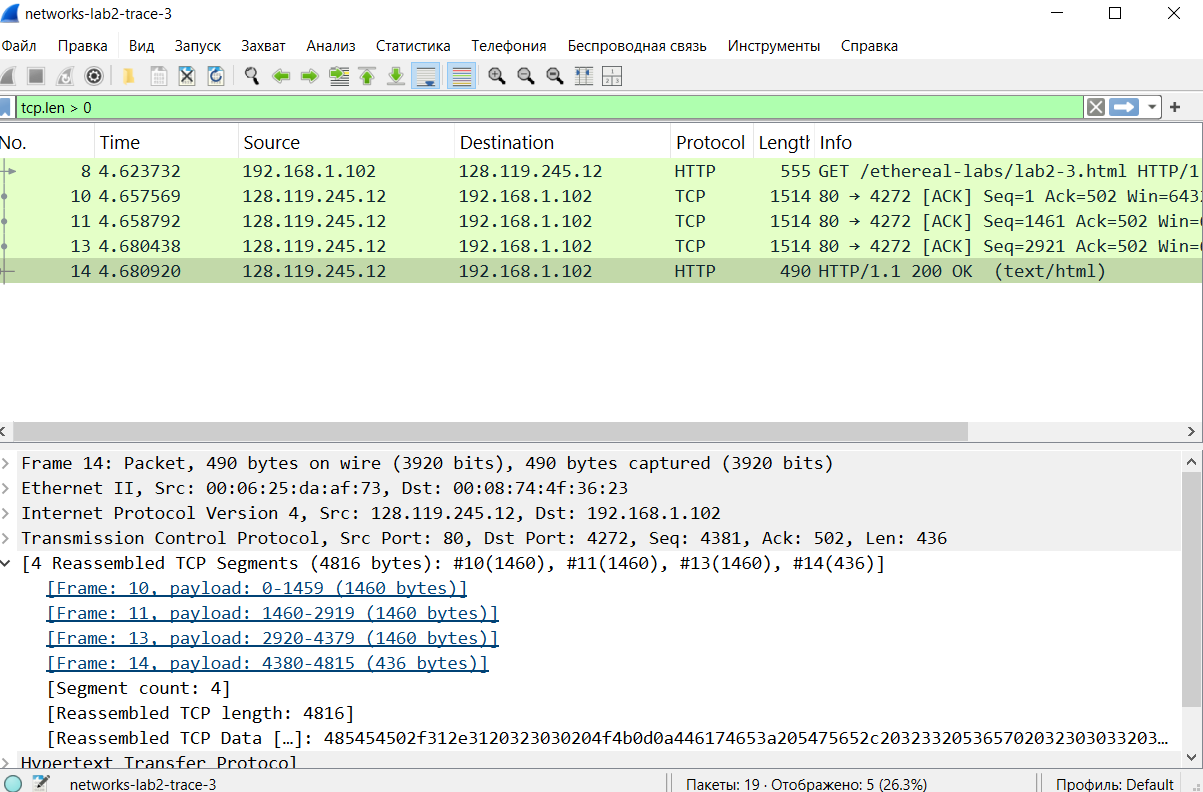 networks-lab2-trace-3
Файл Правка Вид Запуск Захват Анализ Статистика Телефония Беспроводная связь Инструменты Справка
tcp.len > 0
No. Time Source Destination Protocol Length Info
8 4.623732 192.168.1.102 128.119.245.12 HTTP 555 GET /ethereal-labs/lab2-3.html HTTP/1
10 4.657569 128.119.245.12 192.168.1.102 TCP 1514 80 → 4272 [ACK] Seq=1 Ack=502 Win=643
11 4.658792 128.119.245.12 192.168.1.102 TCP 1514 80 → 4272 [ACK] Seq=1461 Ack=502 Win=
13 4.680438 128.119.245.12 192.168.1.102 TCP 1514 80 → 4272 [ACK] Seq=2921 Ack=502 Win=
14 4.680920 128.119.245.12 192.168.1.102 HTTP 490 HTTP/1.1 200 OK (text/html)
Frame 14: Packet, 490 bytes on wire (3920 bits), 490 bytes captured (3920 bits)
Ethernet II, Src: 00:06:25:da:af:73, Dst: 00:08:74:4f:36:23
Internet Protocol Version 4, Src: 128.119.245.12, Dst: 192.168.1.102
Transmission Control Protocol, Src Port: 80, Dst Port: 4272, Seq: 4381, Ack: 502, Len: 436
[4 Reassembled TCP Segments (4816 bytes): #10(1460), #11(1460), #13(1460), #14(436)]
[Frame: 10, payload: 0-1459 (1460 bytes)]
[Frame: 11, payload: 1460-2919 (1460 bytes)]
[Frame: 13, payload: 2920-4379 (1460 bytes)]
[Frame: 14, payload: 4380-4815 (436 bytes)]
[Segment count: 4]
[Reassembled TCP length: 4816]
[Reassembled TCP Data […]: 485454502f312e3120323030204f4b0d0a446174653a205475652c20323320536570203230303320 3…
Hypertext Transfer Protocol
networks-lab2-trace-3 Пакеты: 19 · Отображено: 5 (26.3%) Профиль: Default